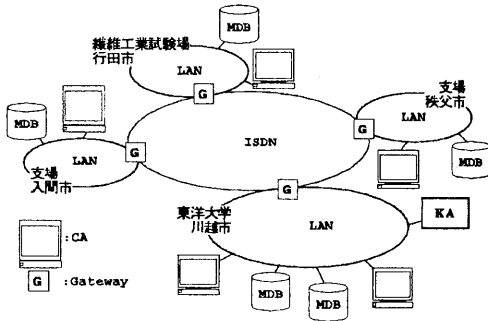 繊維工業試験場
行田市
MDB
LAN
G
支場
秩父市
LAN
G
MDB
ISDN
MDB
LAN
G
支場
入間市
G
東洋大学
川越市
LAN
KA
MDB
MDB
:CA
G :Gateway